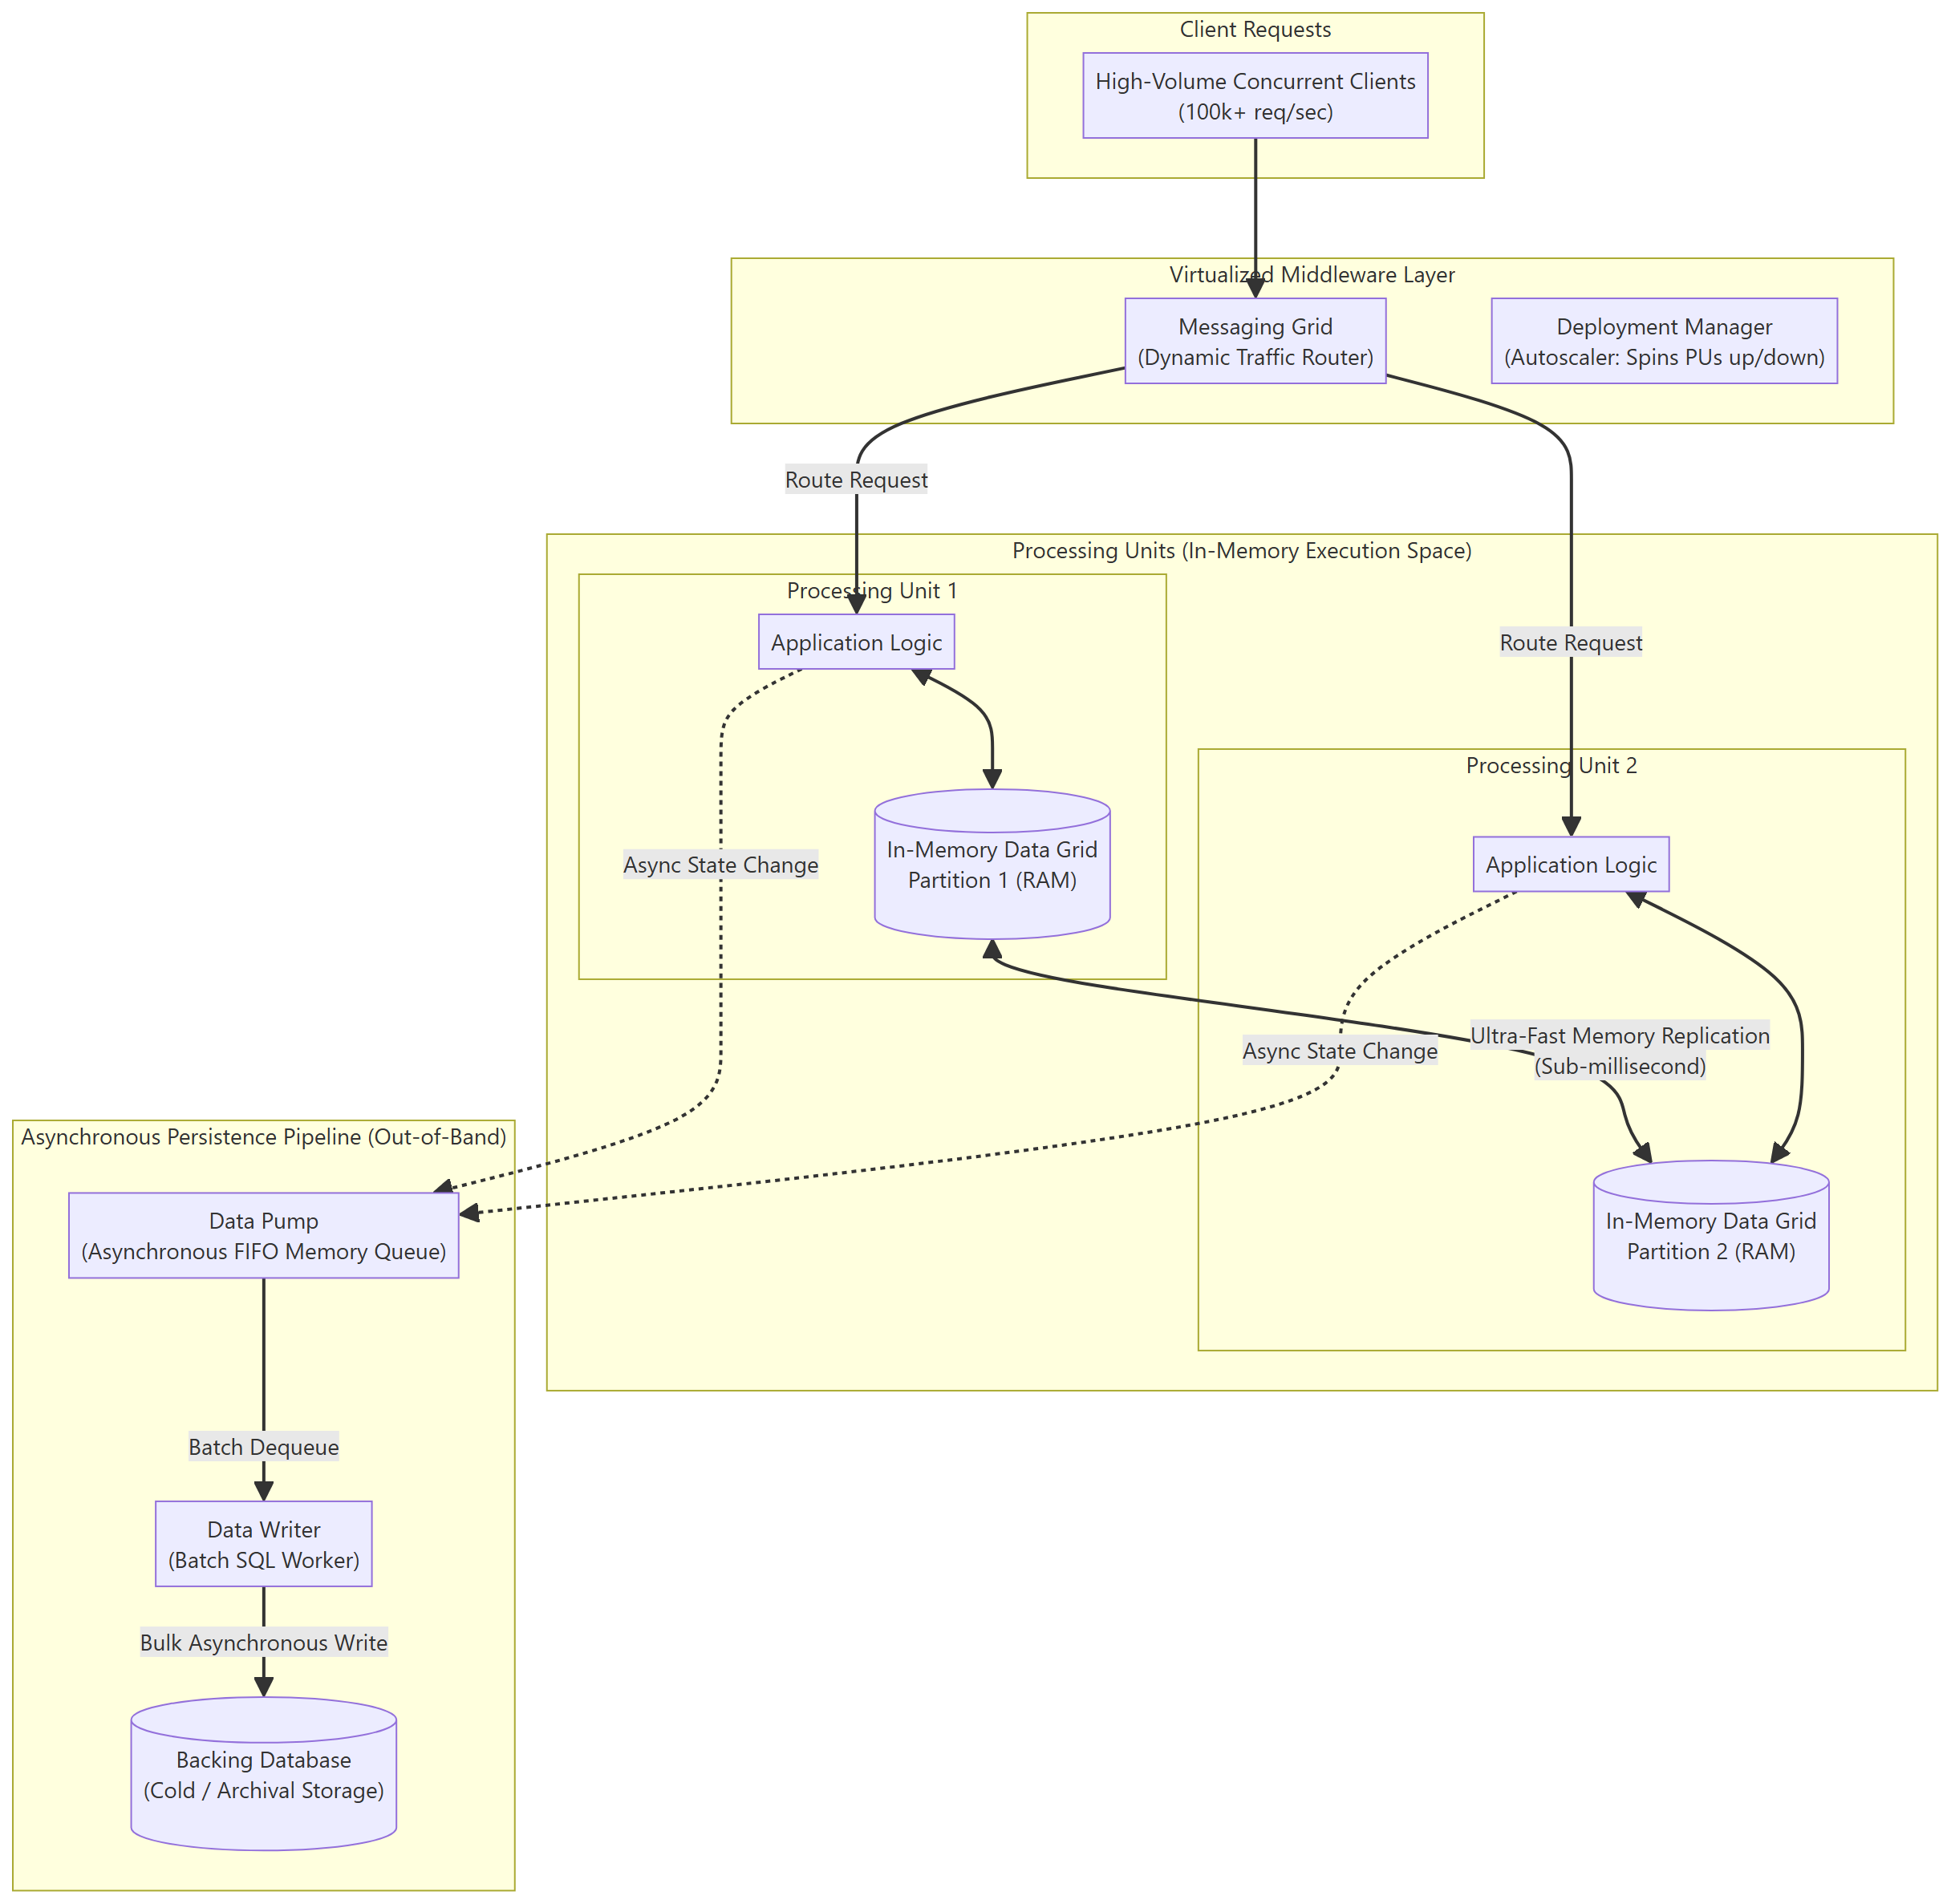 Client Requests
High-Volume Concurrent Clients
(100k+ req/sec)
Virtualized Middleware Layer
Messaging Grid
(Dynamic Traffic Router)
Deployment Manager
(Autoscaler: Spins PUs up/down)
Route Request
Processing Units (In-Memory Execution Space)
Processing Unit 1
Application Logic
Route Request
Processing Unit 2
Async State Change
In-Memory Data Grid
Partition 1 (RAM)
Application Logic
Async State Change
Ultra-Fast Memory Replication
(Sub-millisecond)
In-Memory Data Grid
Partition 2 (RAM)
Asynchronous Persistence Pipeline (Out-of-Band)
Data Pump
(Asynchronous FIFO Memory Queue)
Batch Dequeue
Data Writer
(Batch SQL Worker)
Bulk Asynchronous Write
Backing Database
(Cold / Archival Storage)